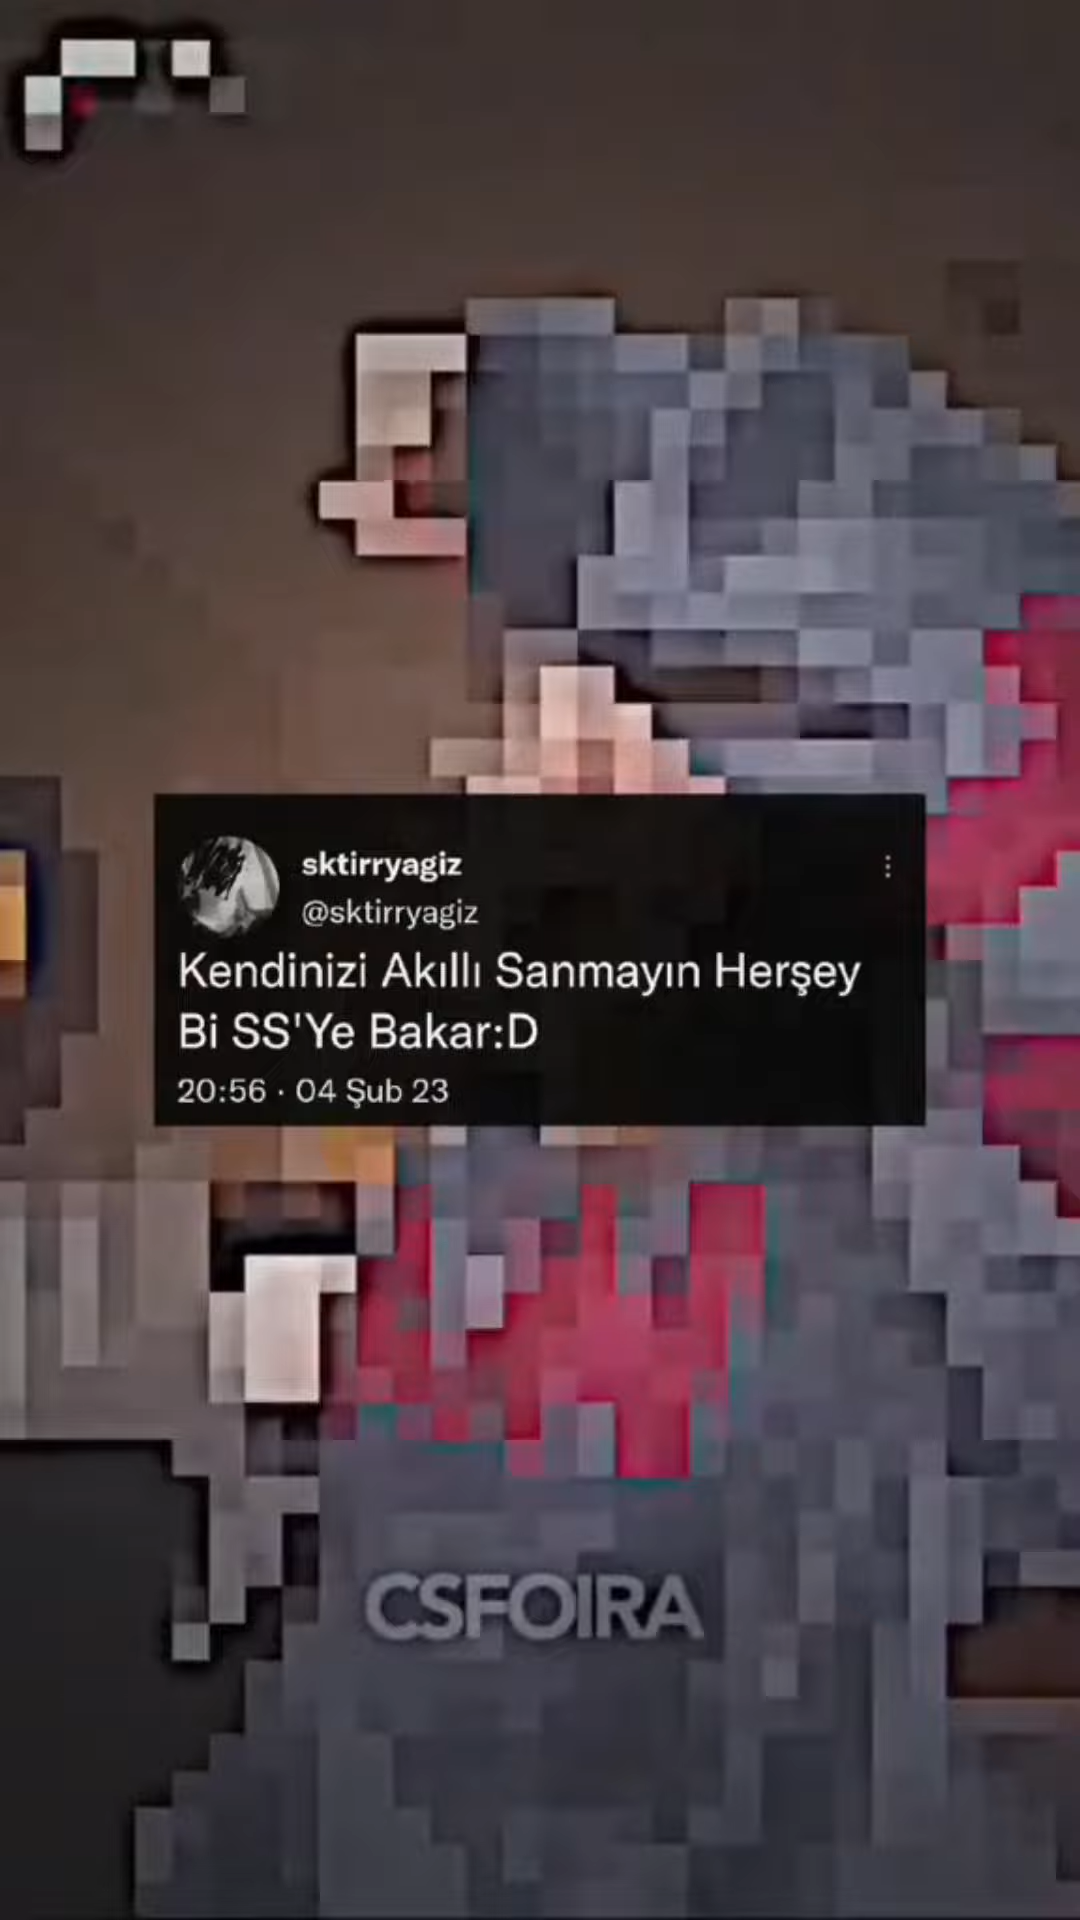 sktirryagiz
@sktirryagiz
Kendinizi Akıllı Sanmayın Herşey
Bi SS'Ye Bakar:D
20:56 · 04 Şub 23
CSFOIRA